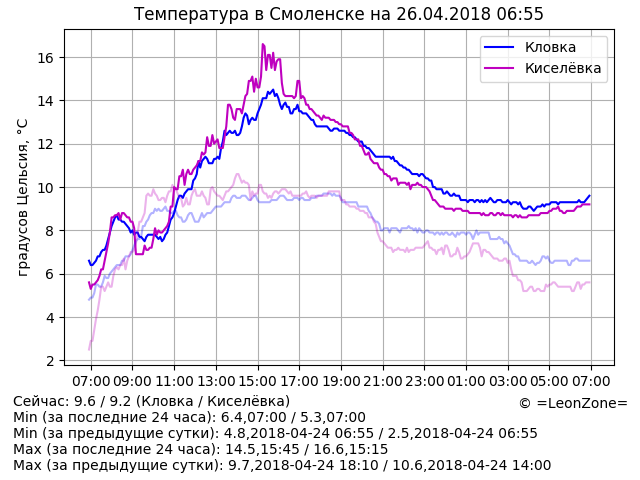 Температура в Смоленске на 26.04.2018 06:55
градусов Цельсия, °C
16
14
12
10
8
6
4
2
Кловка
Киселёвка
07:00 09:00 11:00 13:00 15:00 17:00 19:00 21:00 23:00 01:00 03:00 05:00 07:00
Сейчас: 9.6 / 9.2 (Кловка / Киселёвка)
© =LeonZone=
Min (за последние 24 часа): 6.4,07:00 / 5.3,07:00
Min (за предыдущие сутки): 4.8,2018-04-24 06:55 / 2.5,2018-04-24 06:55
Max (за последние 24 часа): 14.5,15:45 / 16.6,15:15
Max (за предыдущие сутки): 9.7,2018-04-24 18:10 / 10.6,2018-04-24 14:00